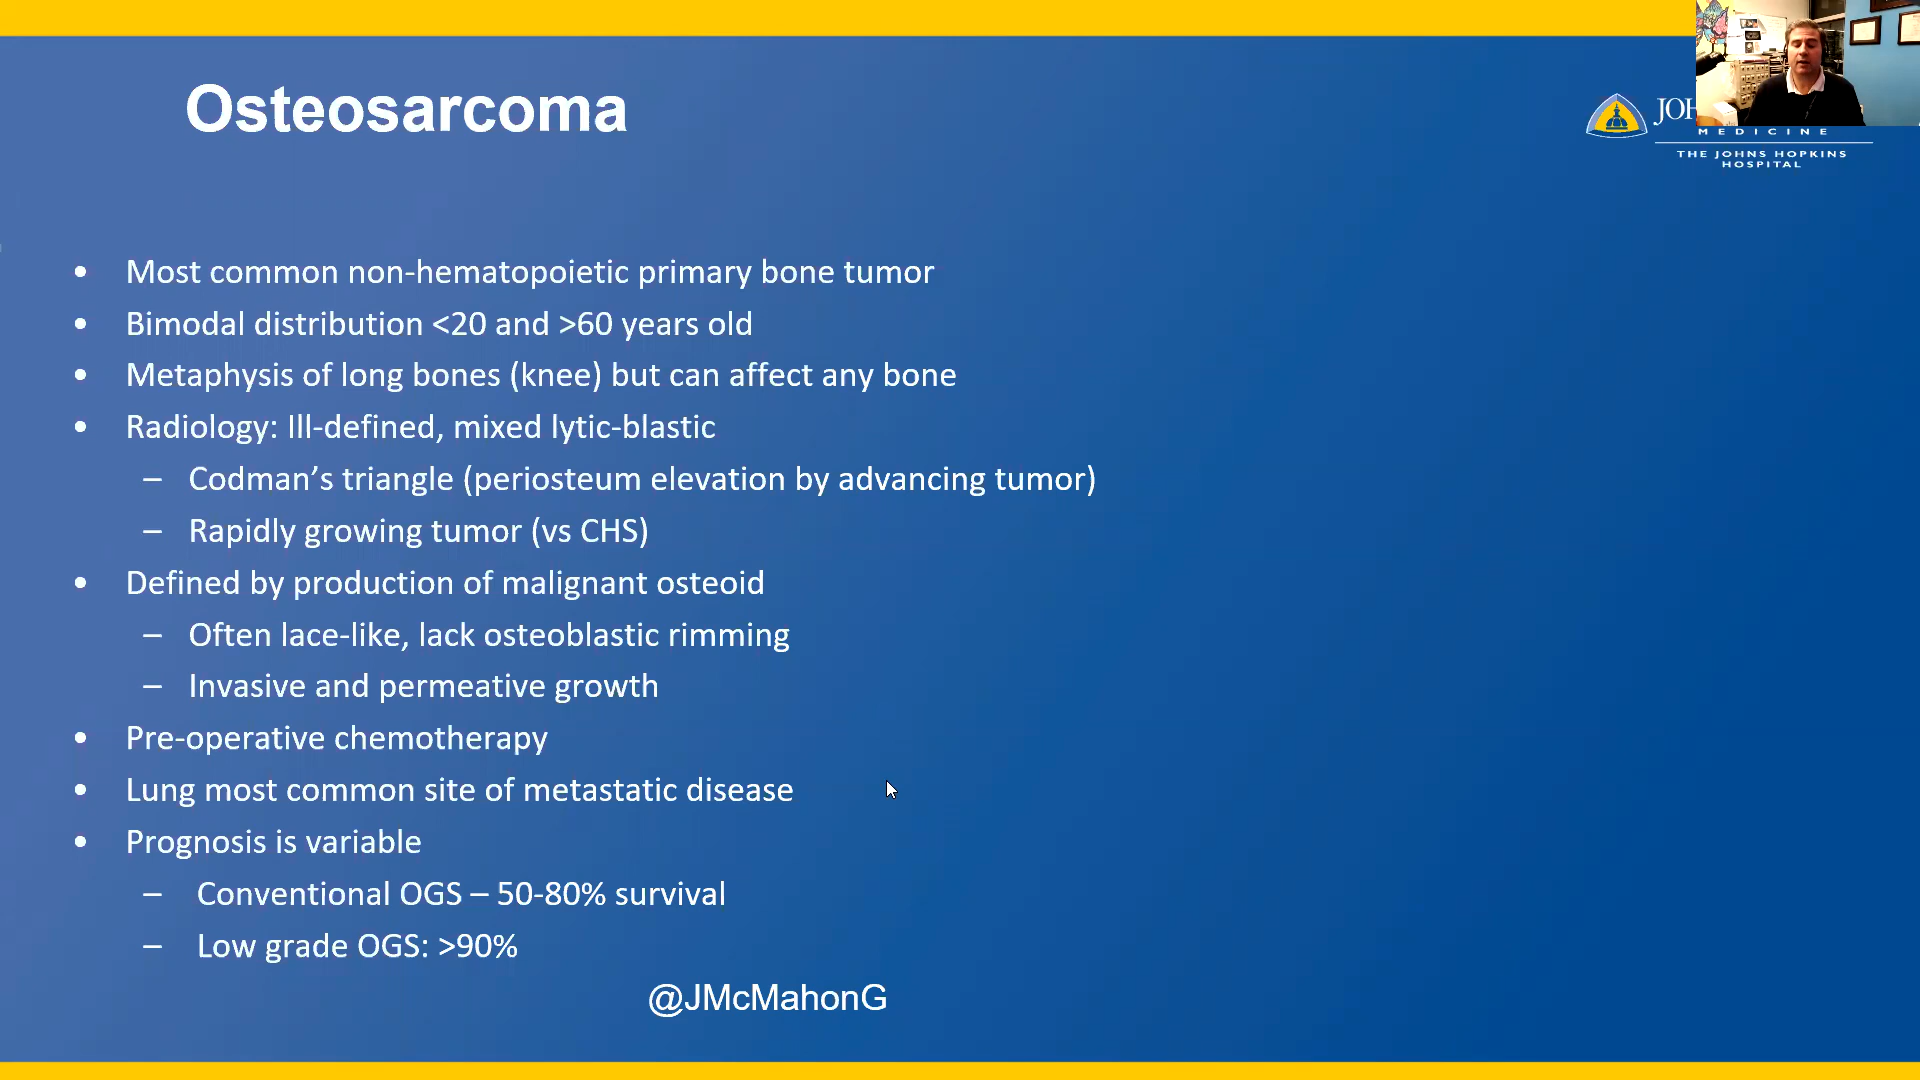 Osteosarcoma
MEDICINE
THE JOHNS HOPKINS
HOSPITAL
• Most common non-hematopoietic primary bone tumor
• Bimodal distribution <20 and >60 years old
• Metaphysis of long bones (knee) but can affect any bone
• Radiology: Ill-defined, mixed lytic-blastic
– Codman’s triangle (periosteum elevation by advancing tumor)
– Rapidly growing tumor (vs CHS)
• Defined by production of malignant osteoid
– Often lace-like, lack osteoblastic rimming
– Invasive and permeative growth
• Pre-operative chemotherapy
• Lung most common site of metastatic disease
• Prognosis is variable
– Conventional OGS – 50-80% survival
– Low grade OGS: >90%
@JMcMahonG